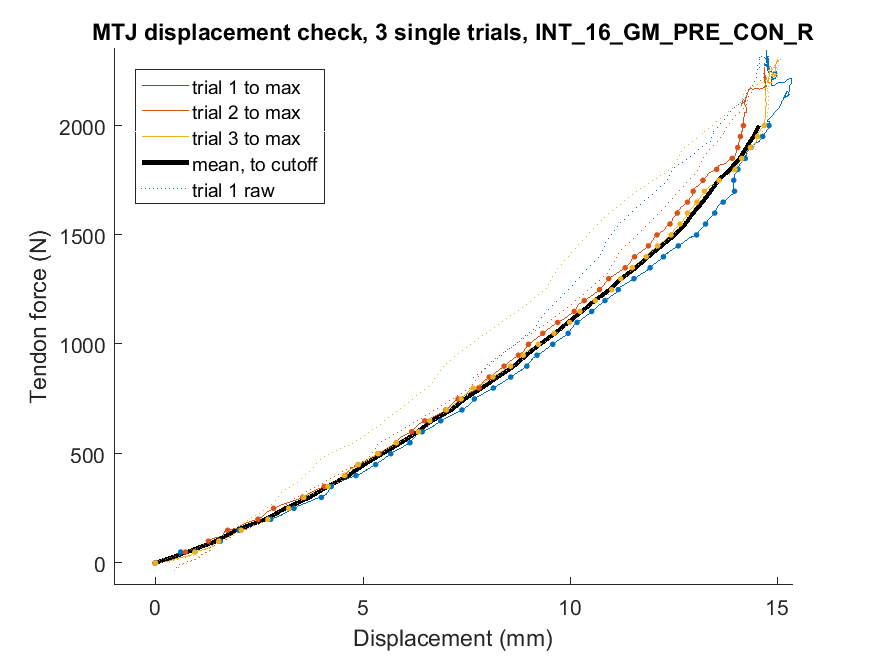 MTJ displacement check, 3 single trials, INT_16_GM_PRE_CON_R
trial 1 to max
trial 2 to max
trial 3 to max
mean, to cutoff
trial 1 raw
2000
1500
1000
500
0
Tendon force (N)
0 5 10 15
Displacement (mm)